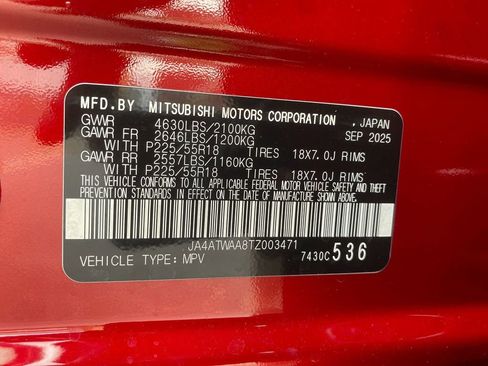 MFD.BY MITSUBISHI MOTORS CORPORATION , JAPAN
GVWR 4630LBS/2100KG SEP 2025
GAWR FR 2646LBS/1200KG
WITH P225/55R18 TIRES 18X7.0J RIMS
GAWR RR 2557LBS/1160KG
WITH P225/55R18 TIRES 18X7.0J RIMS
THIS VEHICLE CONFORMS TO ALL APPLICABLE FEDERAL MOTOR VEHICLE SAFETY AND THEFT
PREVENTION STANDARDS IN EFFECT ON THE DATE OF MANUFACTURE SHOWN ABOVE.
JA4ATWAA8TZ003471
VEHICLE TYPE: MPV 7430C 536